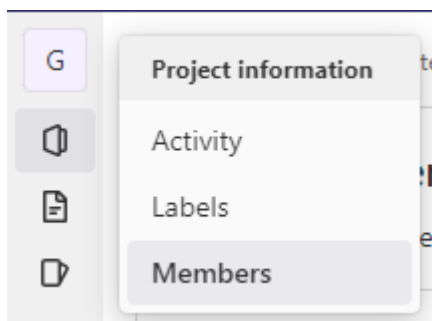 G
Project information
Activity
Labels
Members